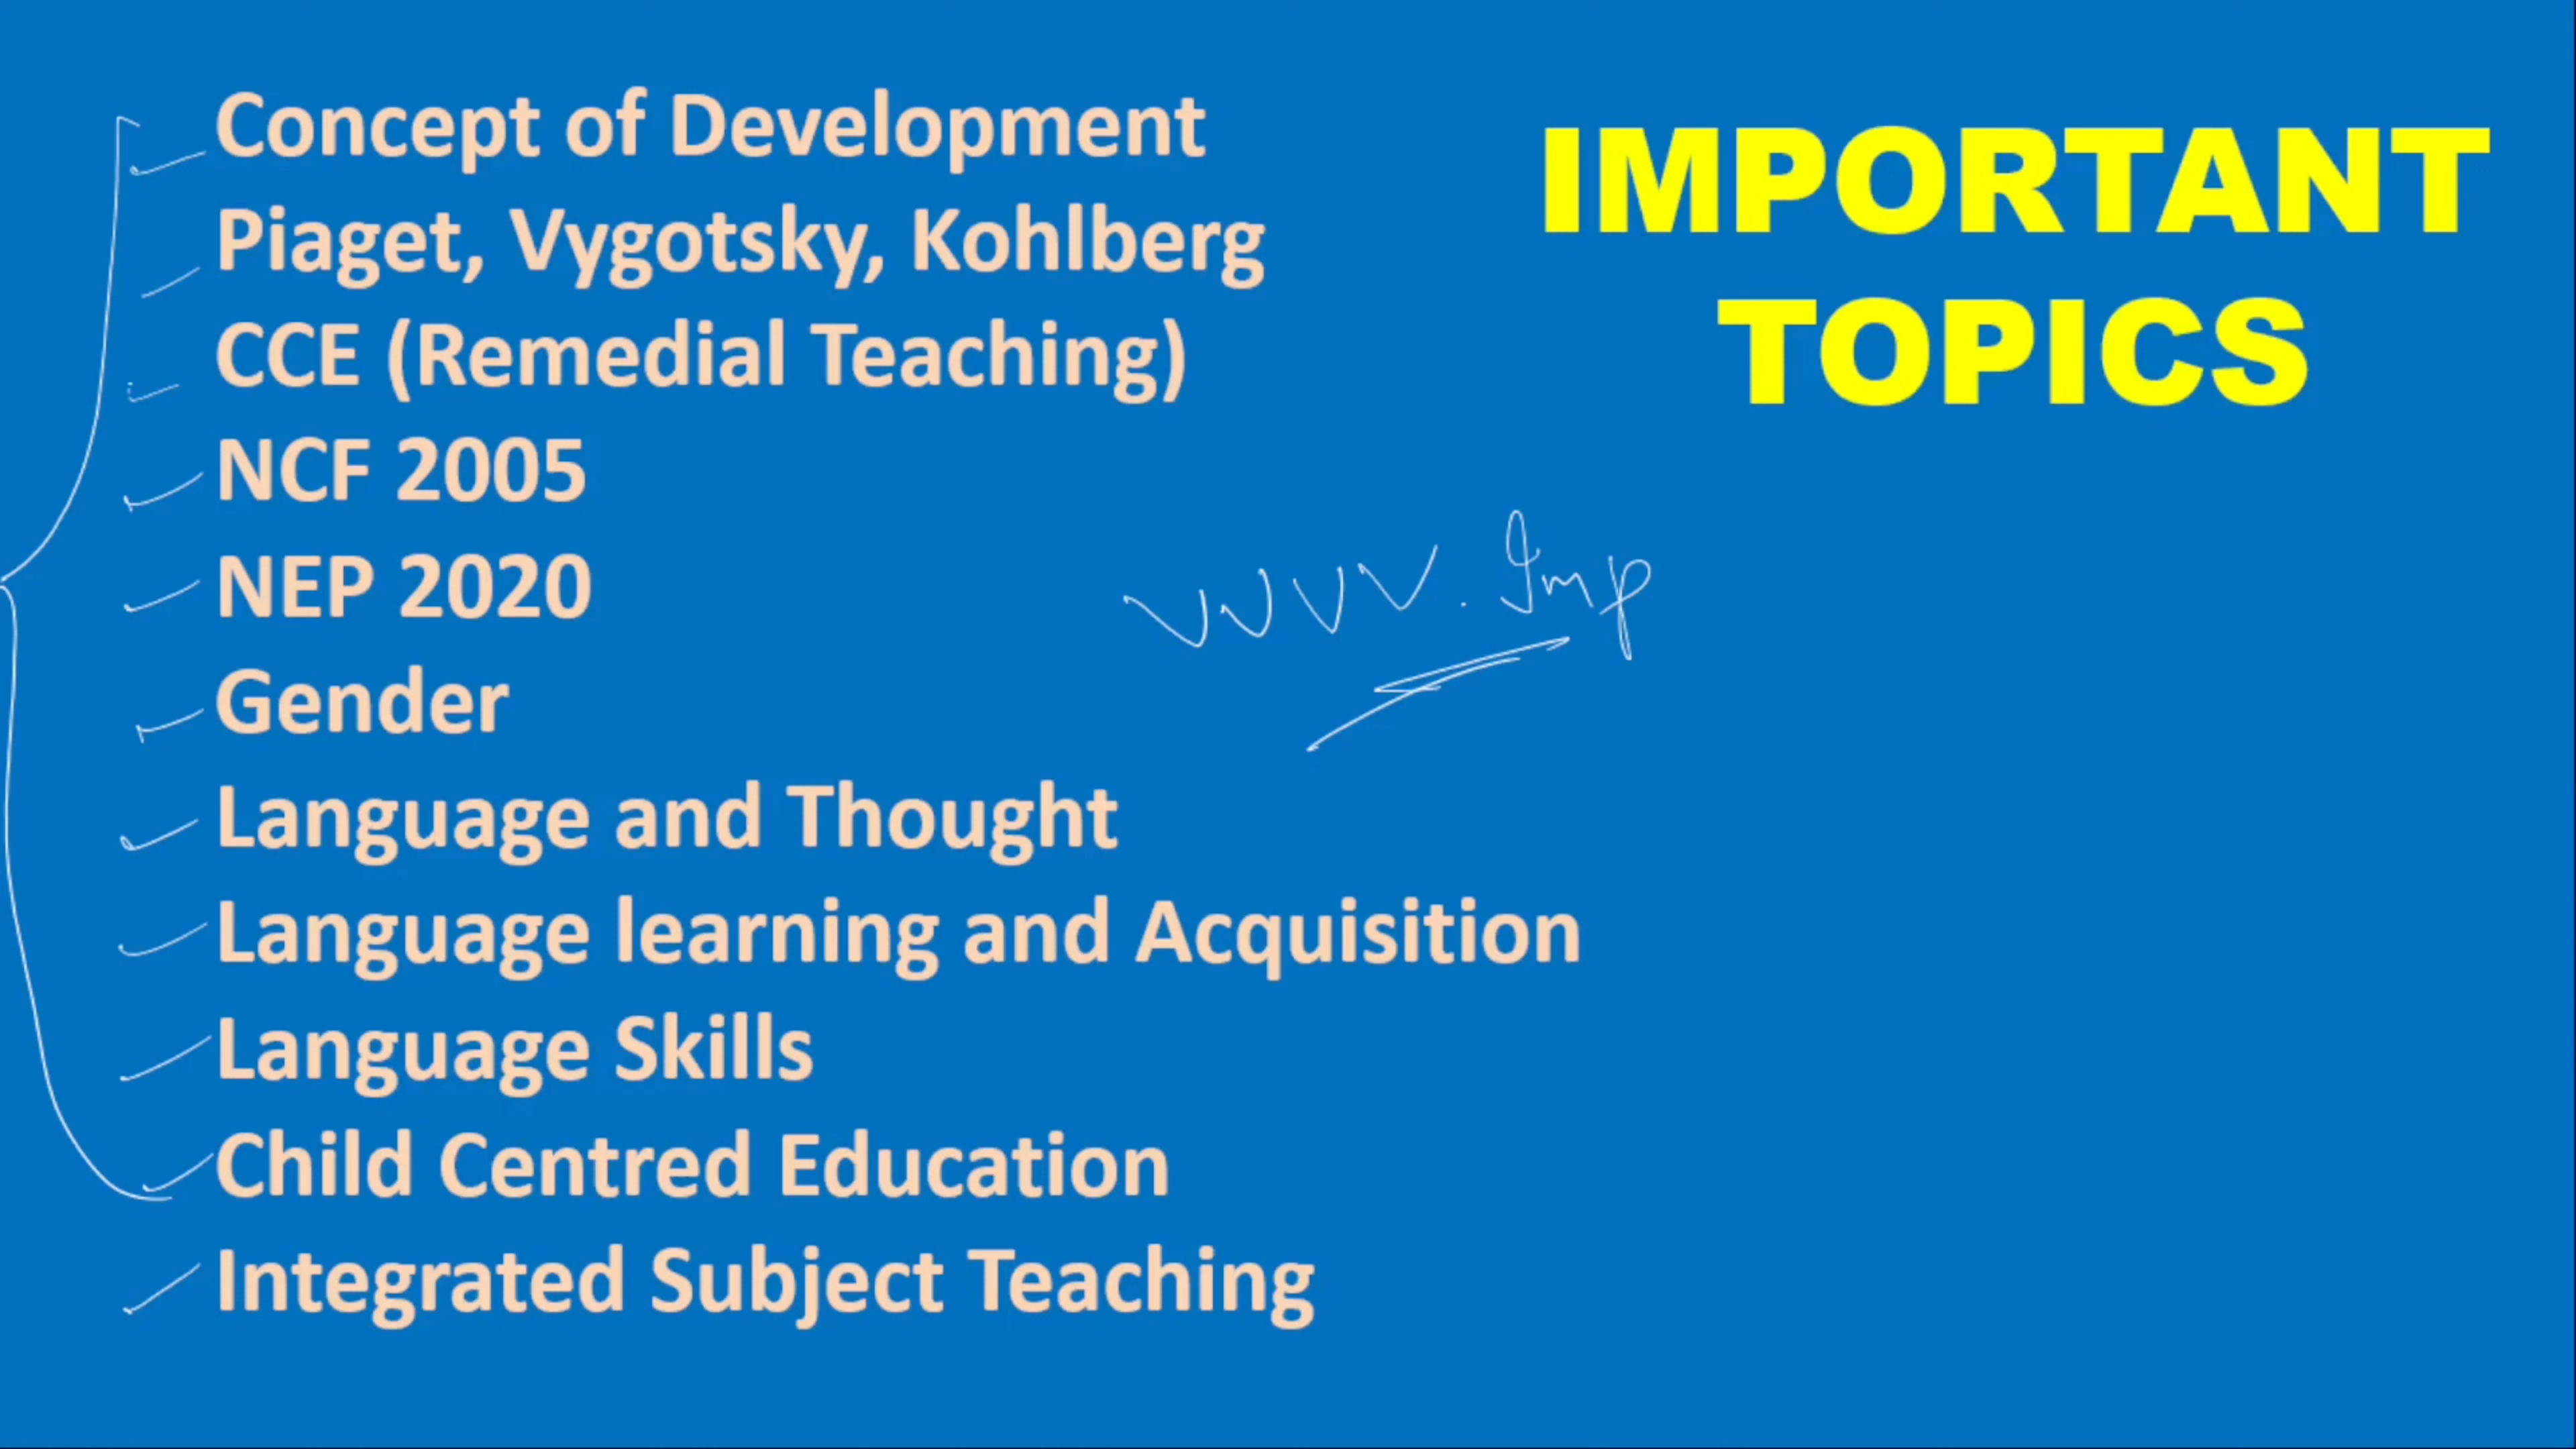 Concept of Development
Piaget, Vygotsky, Kohlberg
CCE (Remedial Teaching)
NCF 2005
NEP 2020
Gender
Language and Thought
Language learning and Acquisition
Language Skills
Child Centred Education
Integrated Subject Teaching
IMPORTANT
TOPICS
VVVV. Imp